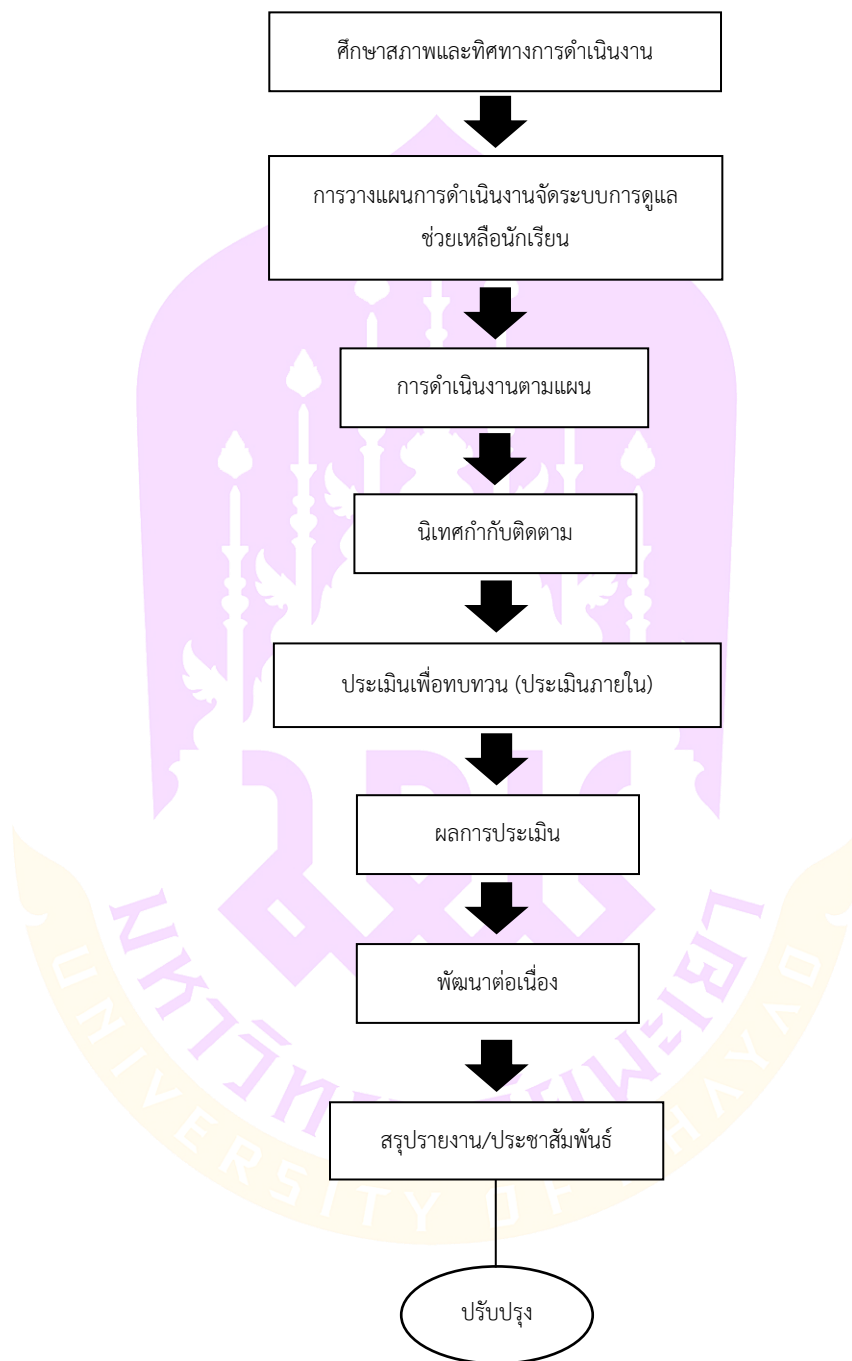 ศึกษาสภาพและทิศทางการดำเนินงาน
การวางแผนการดำเนินงานจัดระบบการดูแล
ช่วยเหลือนักเรียน
การดำเนินงานตามแผน
นิเทศกำกับติดตาม
ประเมินเพื่อทบทวน (ประเมินภายใน)
ผลการประเมิน
พัฒนาต่อเนื่อง
สรุปรายงาน/ประชาสัมพันธ์
ปรับปรุง
UNIVERSITY OF PHAYAO